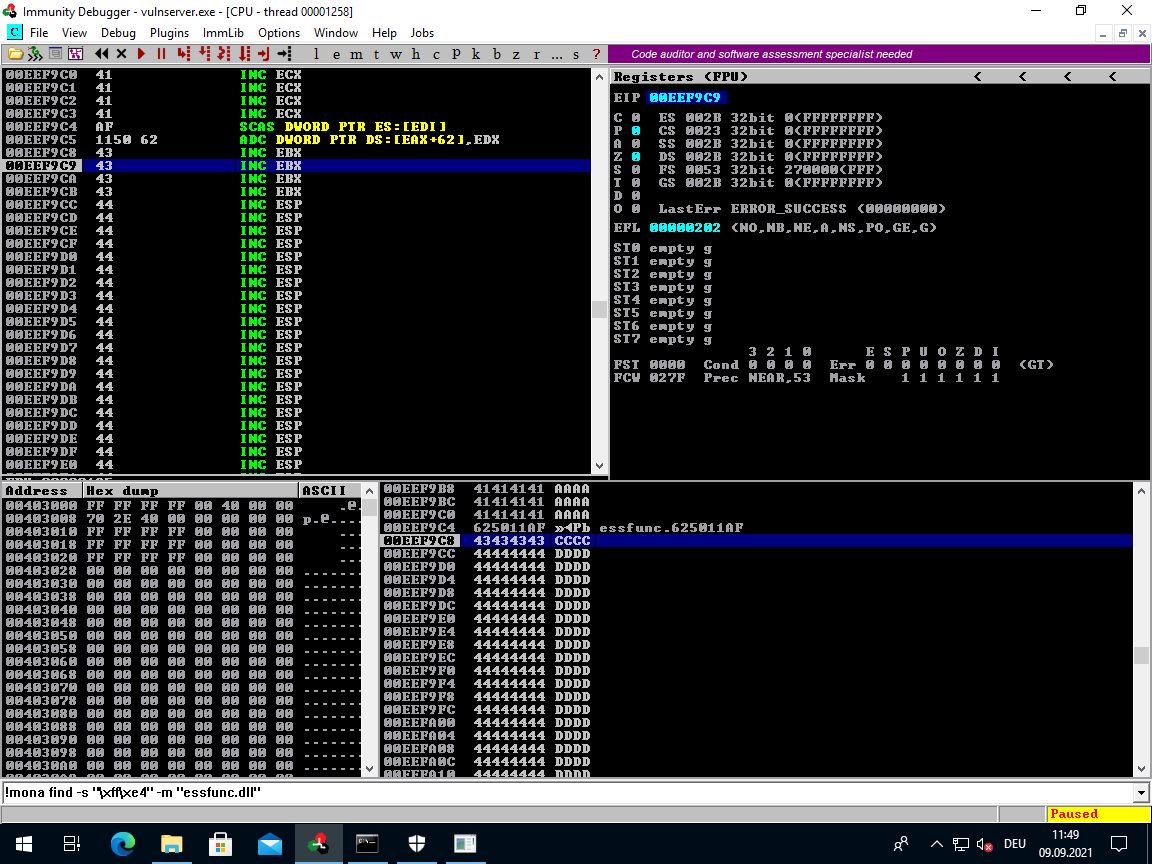 Immunity Debugger - vulnserver.exe - [CPU - thread 00001258]
C File View Debug Plugins ImmLib Options Window Help Jobs
l e m t w h c P k b z r ... s ?
Code auditor and software assessment specialist needed
00EEF9C0 41 INC ECX
00EEF9C1 41 INC ECX
00EEF9C2 41 INC ECX
00EEF9C3 41 INC ECX
00EEF9C4 AF SCAS DWORD PTR ES:[EDI]
00EEF9C5 1150 62 ADC DWORD PTR DS:[EAX+62],EDX
00EEF9C8 43 INC EBX
00EEF9C9 43 INC EBX
00EEF9CA 43 INC EBX
00EEF9CB 43 INC EBX
00EEF9CC 44 INC ESP
00EEF9CD 44 INC ESP
00EEF9CE 44 INC ESP
00EEF9CF 44 INC ESP
00EEF9D0 44 INC ESP
00EEF9D1 44 INC ESP
00EEF9D2 44 INC ESP
00EEF9D3 44 INC ESP
00EEF9D4 44 INC ESP
00EEF9D5 44 INC ESP
00EEF9D6 44 INC ESP
00EEF9D7 44 INC ESP
00EEF9D8 44 INC ESP
00EEF9D9 44 INC ESP
00EEF9DA 44 INC ESP
00EEF9DB 44 INC ESP
00EEF9DC 44 INC ESP
00EEF9DD 44 INC ESP
00EEF9DE 44 INC ESP
00EEF9DF 44 INC ESP
00EEF9E0 44 INC ESP
Registers (FPU) < < < <
EIP 00EEF9C9
C 0 ES 002B 32bit 0(FFFFFFFF)
P 0 CS 0023 32bit 0(FFFFFFFF)
A 0 SS 002B 32bit 0(FFFFFFFF)
Z 0 DS 002B 32bit 0(FFFFFFFF)
S 0 FS 0053 32bit 270000(FFF)
T 0 GS 002B 32bit 0(FFFFFFFF)
D 0
O 0 LastErr ERROR_SUCCESS (00000000)
EFL 00000202 (NO,NB,NE,A,NS,PO,GE,G)
ST0 empty g
ST1 empty g
ST2 empty g
ST3 empty g
ST4 empty g
ST5 empty g
ST6 empty g
ST7 empty g
3 2 1 0 E S P U O Z D I
FST 0000 Cond 0 0 0 0 Err 0 0 0 0 0 0 0 0 (GT)
FCW 027F Prec NEAR,53 Mask 1 1 1 1 1 1
Address Hex dump ASCII
00403000 FF FF FF FF 00 40 00 00 .@.
00403008 70 2E 40 00 00 00 00 00 p.@....
00403010 FF FF FF FF 00 00 00 00 ...
00403018 FF FF FF FF 00 00 00 00 ...
00403020 FF FF FF FF 00 00 00 00 ...
00403028 00 00 00 00 00 00 00 00 .......
00403030 00 00 00 00 00 00 00 00 .......
00403038 00 00 00 00 00 00 00 00 .......
00403040 00 00 00 00 00 00 00 00 .......
00403048 00 00 00 00 00 00 00 00 .......
00403050 00 00 00 00 00 00 00 00 .......
00403058 00 00 00 00 00 00 00 00 .......
00403060 00 00 00 00 00 00 00 00 .......
00403068 00 00 00 00 00 00 00 00 .......
00403070 00 00 00 00 00 00 00 00 .......
00403078 00 00 00 00 00 00 00 00 .......
00403080 00 00 00 00 00 00 00 00 .......
00403088 00 00 00 00 00 00 00 00 .......
00403090 00 00 00 00 00 00 00 00 .......
00403098 00 00 00 00 00 00 00 00 .......
004030A0 00 00 00 00 00 00 00 00 .......
00EEF9B8 41414141 AAAA
00EEF9BC 41414141 AAAA
00EEF9C0 41414141 AAAA
00EEF9C4 625011AF »◄Pb essfunc.625011AF
00EEF9C8 43434343 CCCC
00EEF9CC 44444444 DDDD
00EEF9D0 44444444 DDDD
00EEF9D4 44444444 DDDD
00EEF9D8 44444444 DDDD
00EEF9DC 44444444 DDDD
00EEF9E0 44444444 DDDD
00EEF9E4 44444444 DDDD
00EEF9E8 44444444 DDDD
00EEF9EC 44444444 DDDD
00EEF9F0 44444444 DDDD
00EEF9F4 44444444 DDDD
00EEF9F8 44444444 DDDD
00EEF9FC 44444444 DDDD
00EEFA00 44444444 DDDD
00EEFA04 44444444 DDDD
00EEFA08 44444444 DDDD
00EEFA0C 44444444 DDDD
00EEFA10 44444444 DDDD
!mona find -s "\xff\xe4" -m "essfunc.dll"
Paused
DEU
11:49
09.09.2021